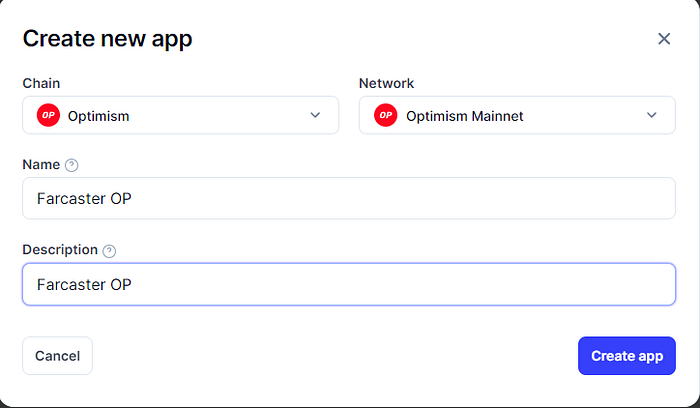 Create new app
Chain Network
OP Optimism OP Optimism Mainnet
Name ?
Farcaster OP
Description ?
Farcaster OP
Cancel Create app